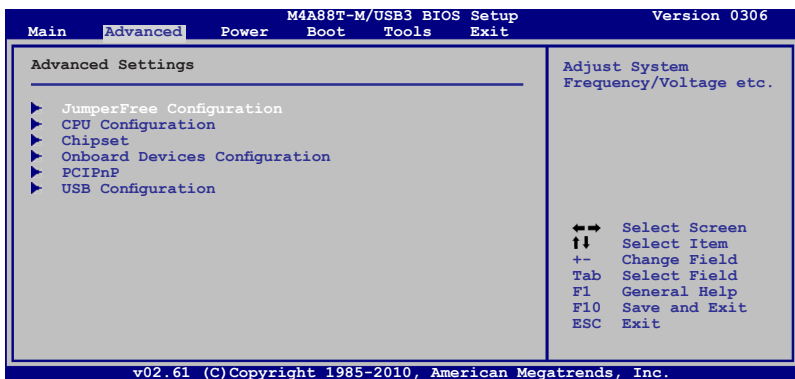 M4A88T-M/USB3 BIOS Setup Version 0306
Main Advanced Power Boot Tools Exit
Advanced Settings
JumperFree Configuration
CPU Configuration
Chipset
Onboard Devices Configuration
PCIPnP
USB Configuration
Adjust System
Frequency/Voltage etc.
←→ Select Screen
↑↓ Select Item
+- Change Field
Tab Select Field
F1 General Help
F10 Save and Exit
ESC Exit
v02.61 (C)Copyright 1985-2010, American Megatrends, Inc.